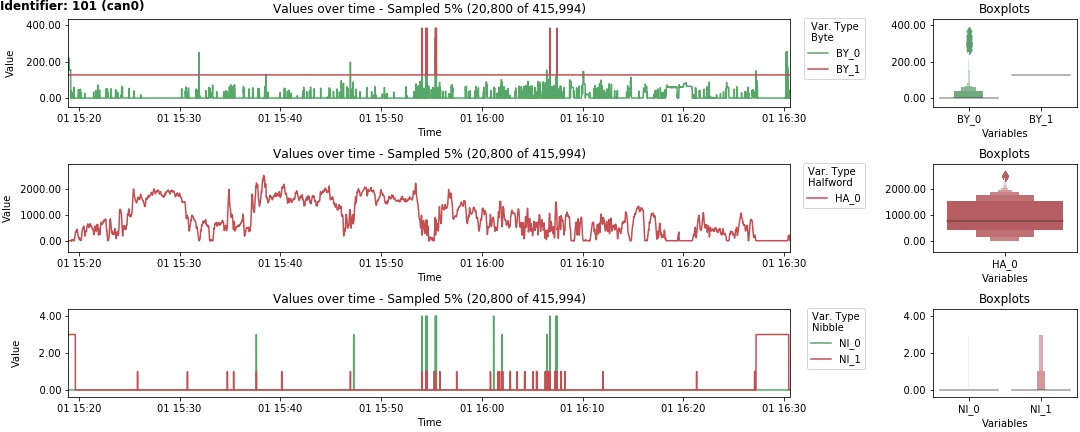 Identifier: 101 (can0)
Values over time - Sampled 5% (20,800 of 415,994)
Value
400.00
200.00
0.00
01 15:20
01 15:30
01 15:40
01 15:50
01 16:00
01 16:10
01 16:20
01 16:30
Time
Var. Type
Byte
BY_0
BY_1
Boxplots
400.00
200.00
0.00
BY_0
BY_1
Variables
Values over time - Sampled 5% (20,800 of 415,994)
Value
2000.00
1000.00
0.00
01 15:20
01 15:30
01 15:40
01 15:50
01 16:00
01 16:10
01 16:20
01 16:30
Time
Var. Type
Halfword
HA_0
Boxplots
2000.00
1000.00
0.00
HA_0
Variables
Values over time - Sampled 5% (20,800 of 415,994)
Value
4.00
2.00
0.00
01 15:20
01 15:30
01 15:40
01 15:50
01 16:00
01 16:10
01 16:20
01 16:30
Time
Var. Type
Nibble
NI_0
NI_1
Boxplots
4.00
2.00
0.00
NI_0
NI_1
Variables